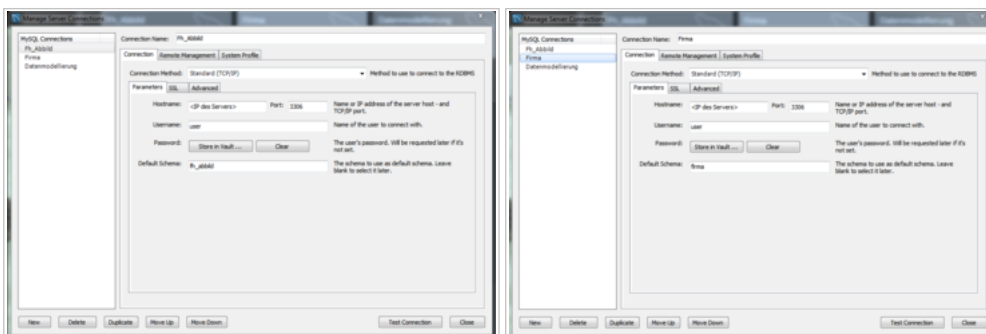 Manage Server Connections
MySQL Connections
Fh_Abbild
Firma
Datenmodellierung
Connection Name: Fh_Abbild
Connection Remote Management System Profile
Connection Method: Standard (TCP/IP) Method to use to connect to the RDBMS
Parameters SSL Advanced
Hostname: <IP des Servers> Port: 3306 Name or IP address of the server host - and
TCP/IP port.
Username: user Name of the user to connect with.
Password: Store in Vault ... Clear The user's password. Will be requested later if it's
not set.
Default Schema: fh_abbild The schema to use as default schema. Leave
blank to select it later.
New Delete Duplicate Move Up Move Down Test Connection Close
Manage Server Connections
MySQL Connections
Fh_Abbild
Firma
Datenmodellierung
Connection Name: Firma
Connection Remote Management System Profile
Connection Method: Standard (TCP/IP) Method to use to connect to the RDBMS
Parameters SSL Advanced
Hostname: <IP des Servers> Port: 3306 Name or IP address of the server host - and
TCP/IP port.
Username: user Name of the user to connect with.
Password: Store in Vault ... Clear The user's password. Will be requested later if it's
not set.
Default Schema: firma The schema to use as default schema. Leave
blank to select it later.
New Delete Duplicate Move Up Move Down Test Connection Close